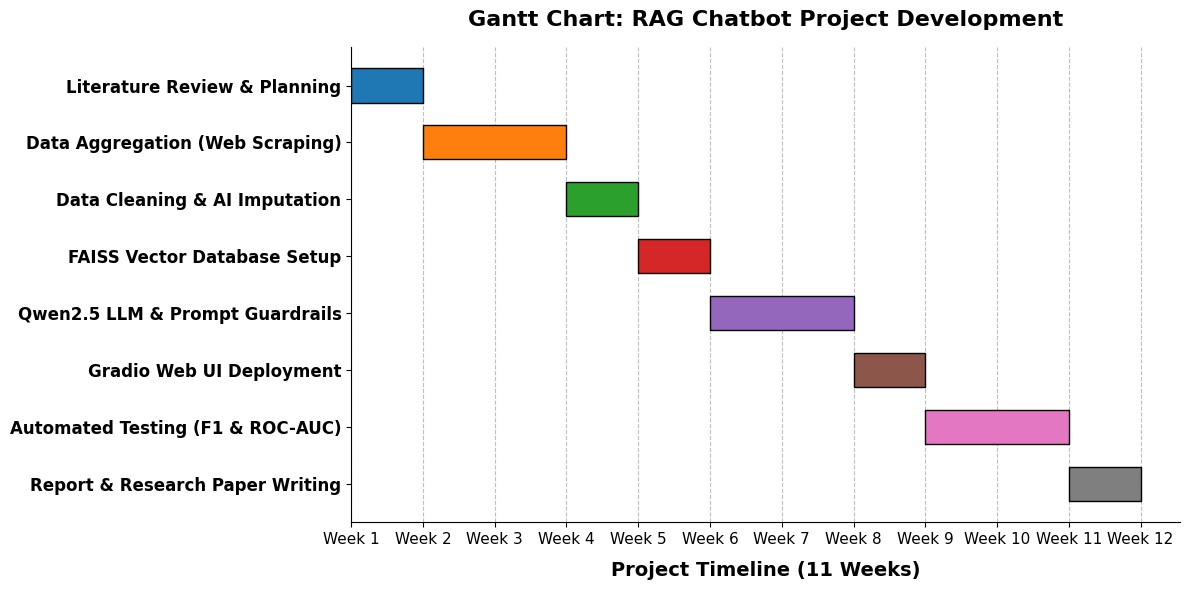 Gantt Chart: RAG Chatbot Project Development
Literature Review & Planning
Data Aggregation (Web Scraping)
Data Cleaning & AI Imputation
FAISS Vector Database Setup
Qwen2.5 LLM & Prompt Guardrails
Gradio Web UI Deployment
Automated Testing (F1 & ROC-AUC)
Report & Research Paper Writing
Week 1 Week 2 Week 3 Week 4 Week 5 Week 6 Week 7 Week 8 Week 9 Week 10 Week 11 Week 12
Project Timeline (11 Weeks)